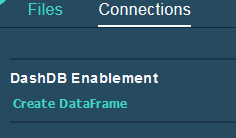 Files Connections
DashDB Enablement
Create DataFrame